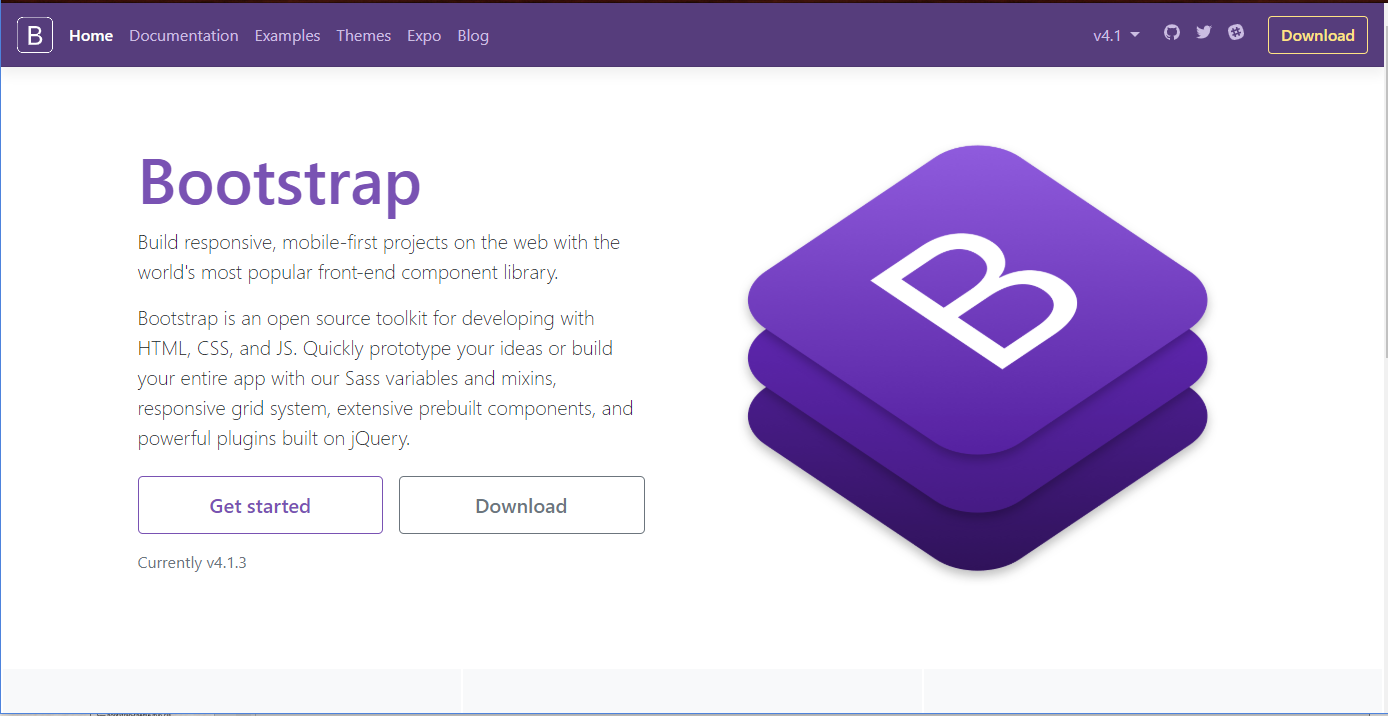 B Home Documentation Examples Themes Expo Blog v4.1 Download
Bootstrap
Build responsive, mobile-first projects on the web with the
world's most popular front-end component library.
Bootstrap is an open source toolkit for developing with
HTML, CSS, and JS. Quickly prototype your ideas or build
your entire app with our Sass variables and mixins,
responsive grid system, extensive prebuilt components, and
powerful plugins built on jQuery.
Get started Download
Currently v4.1.3
B